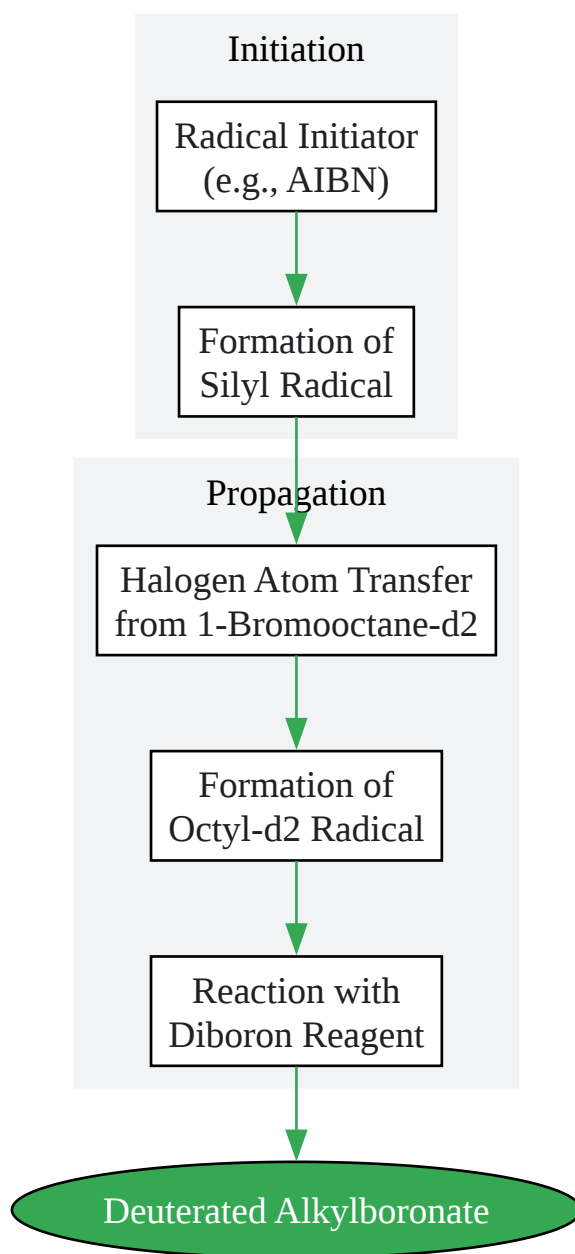 Initiation
Radical Initiator
(e.g., AIBN)
Formation of
Silyl Radical
Propagation
Halogen Atom Transfer
from 1-Bromooctane-d2
Formation of
Octyl-d2 Radical
Reaction with
Diboron Reagent
Deuterated Alkylboronate